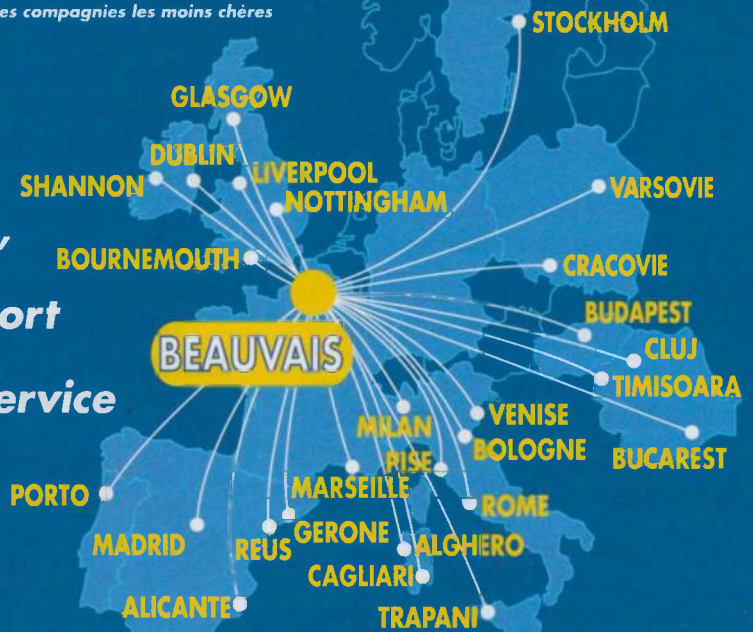 es compagnies les moins chères
STOCKHOLM
GLASGOW
DUBLIN
LIVERPOOL
SHANNON
NOTTINGHAM
VARSOVIE
BOURNEMOUTH
CRACOVIE
ort
BUDAPEST
BEAUVAIS
CLUJ
TIMISOARA
ervice
VENISE
MILAN
BOLOGNE
PISE
BUCAREST
MARSEILLE
PORTO
ROME
GERONE
MADRID
REUS
ALGHERO
CAGLIARI
ALICANTE
TRAPANI